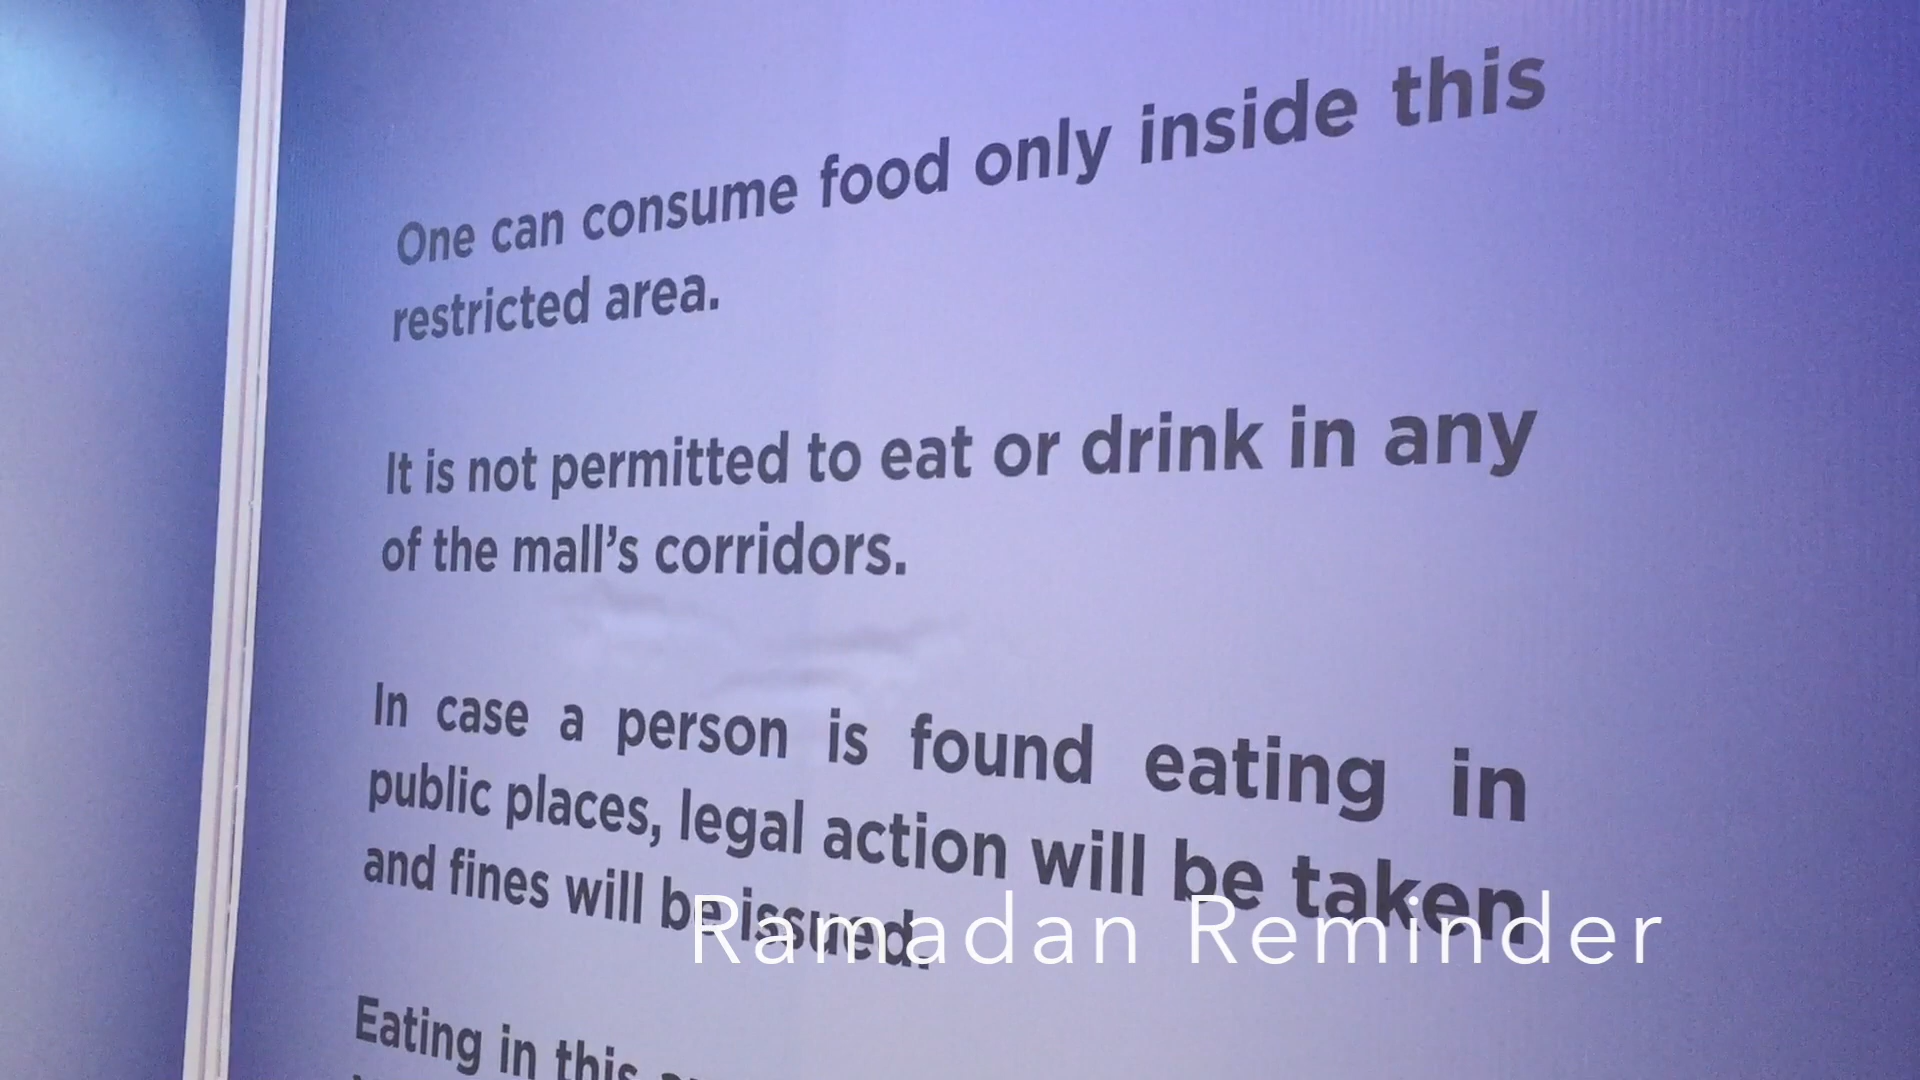 One can consume food only inside this
restricted area.
It is not permitted to eat or drink in any
of the mall's corridors.
In case a person is found eating in
public places, legal action will be taken
and fines will be issued.
Ramadan Reminder
Eating in this